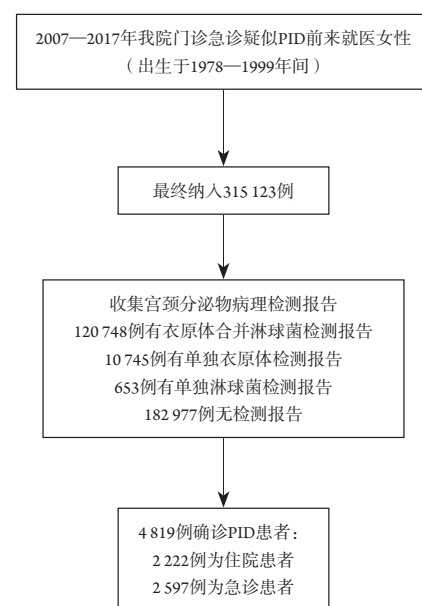 2007—2017年我院门诊急诊疑似PID前来就医女性
（出生于1978—1999年间）
最终纳入315 123例
收集宫颈分泌物病理检测报告
120 748例有衣原体合并淋球菌检测报告
10 745例有单独衣原体检测报告
653例有单独淋球菌检测报告
182 977例无检测报告
4 819例确诊PID患者：
2 222例为住院患者
2 597例为急诊患者